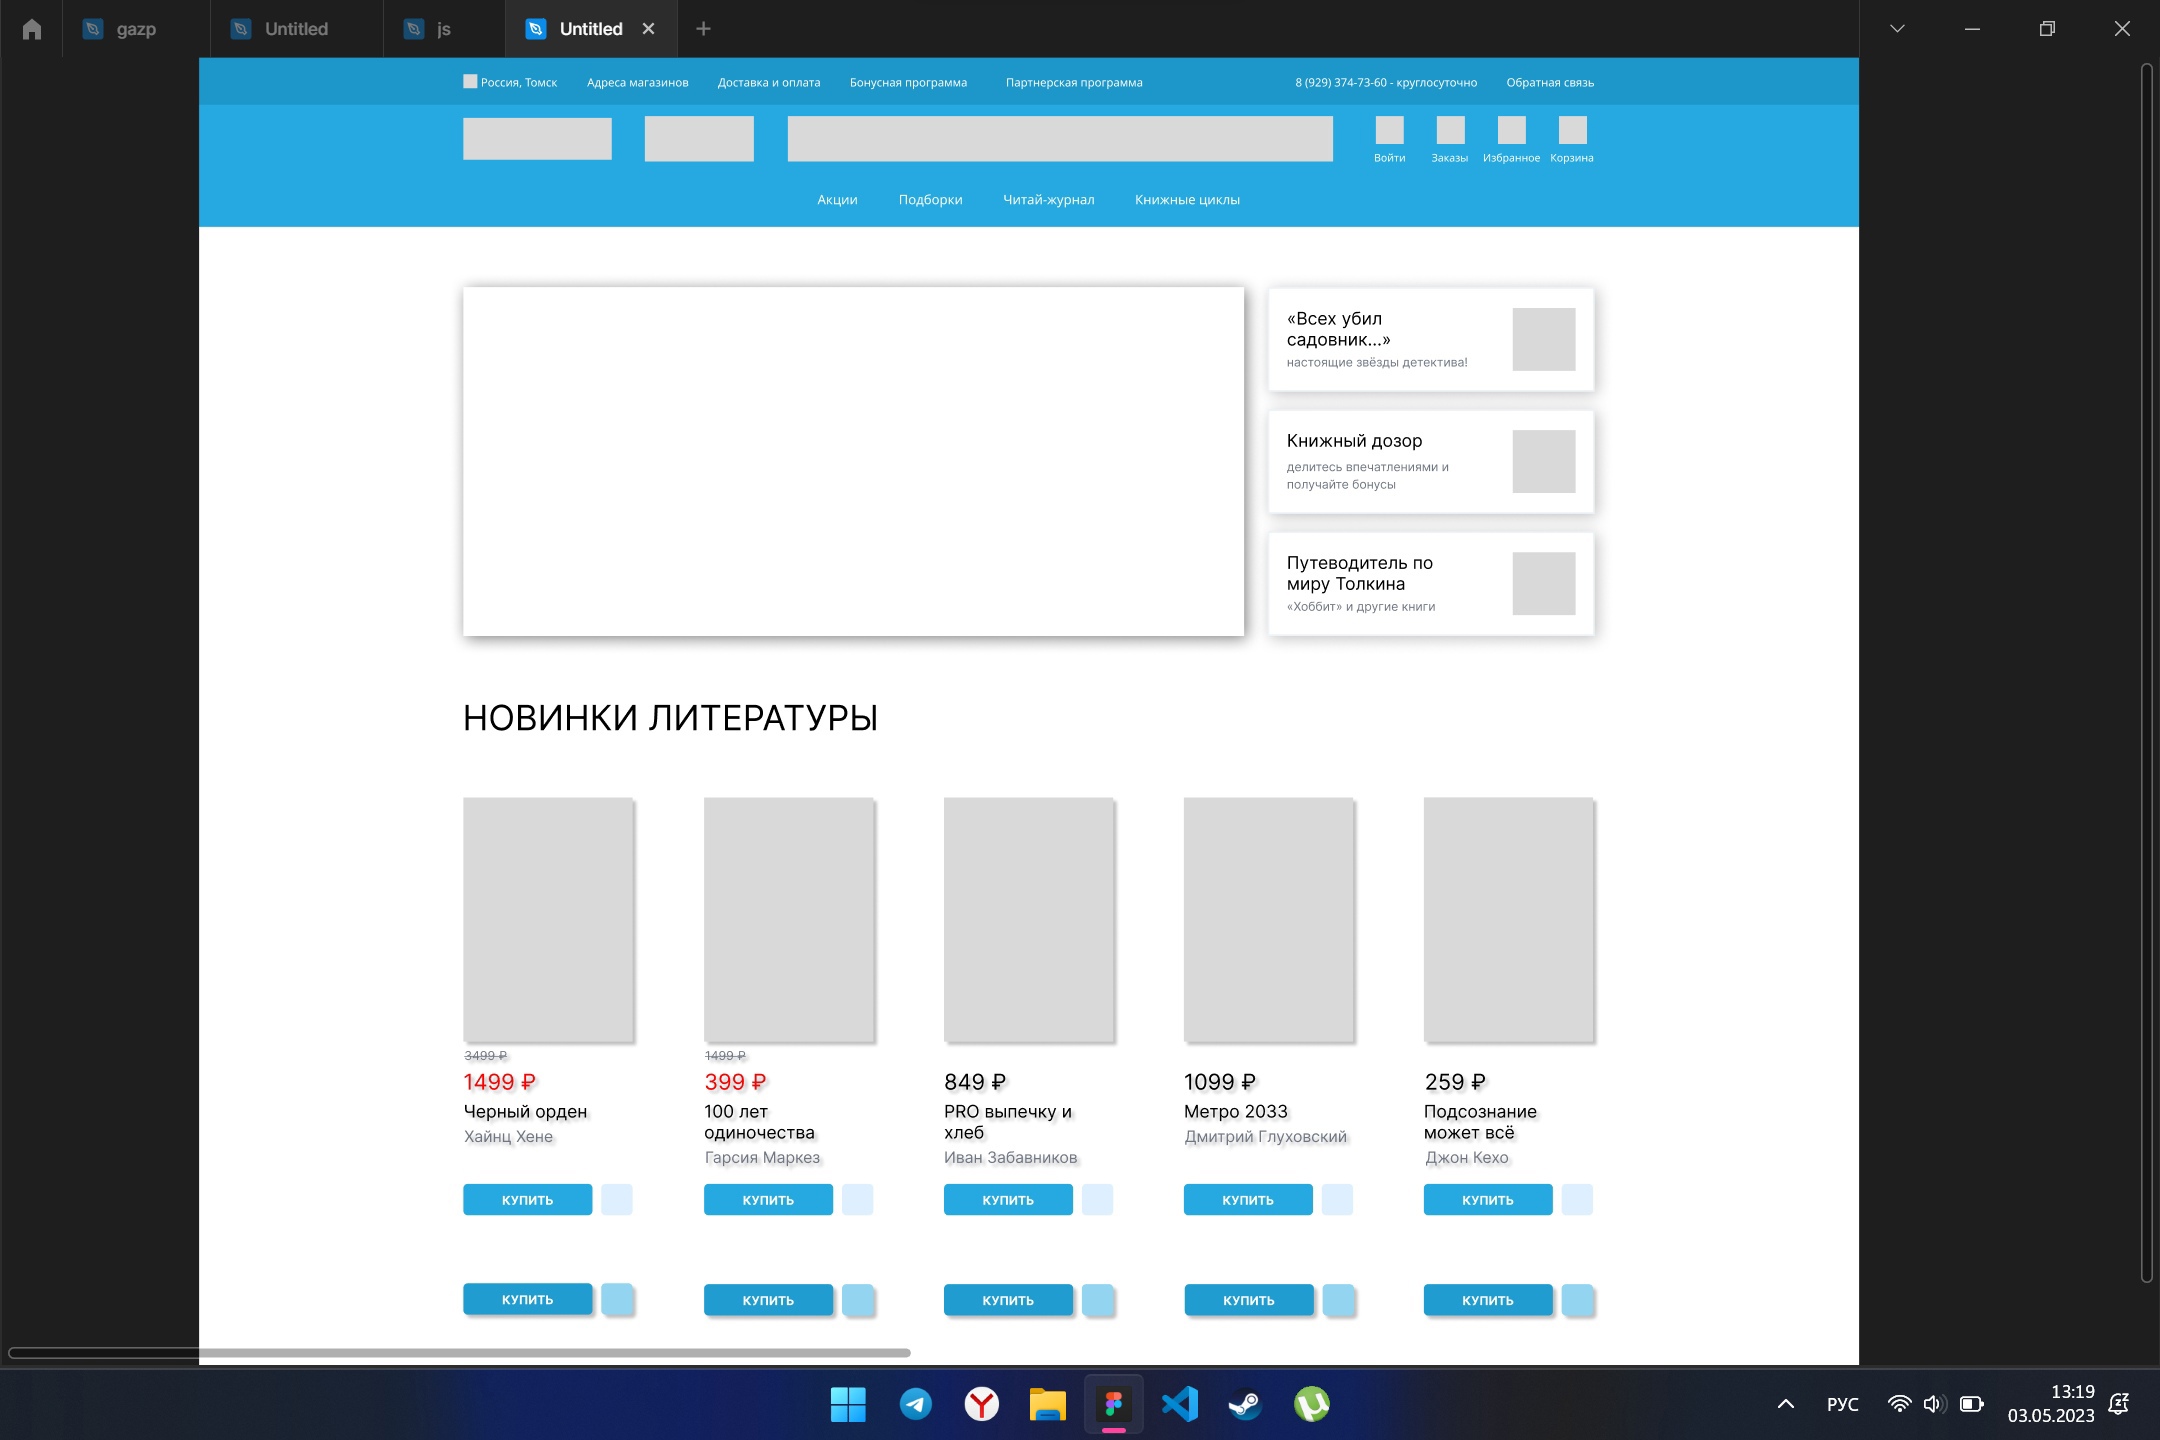 gazp
Untitled
js
Untitled
Россия, Томск
Адреса магазинов
Доставка и оплата
Бонусная программа
Партнерская программа
8 (929) 374-73-60 - круглосуточно
Обратная связь
Войти
Заказы
Избранное
Корзина
Акции
Подборки
Читай-журнал
Книжные циклы
«Всех убил
садовник...»
настоящие звёзды детектива!
Книжный дозор
делитесь впечатлениями и
получайте бонусы
Путеводитель по
миру Толкина
«Хоббит» и другие книги
НОВИНКИ ЛИТЕРАТУРЫ
3499 ₽
1499 ₽
Черный орден
Хайнц Хене
КУПИТЬ
1499 ₽
399 ₽
100 лет
одиночества
Гарсия Маркез
КУПИТЬ
849 ₽
PRO выпечку и
хлеб
Иван Забавников
КУПИТЬ
1099 ₽
Метро 2033
Дмитрий Глуховский
КУПИТЬ
259 ₽
Подсознание
может всё
Джон Кехо
КУПИТЬ
КУПИТЬ
КУПИТЬ
КУПИТЬ
КУПИТЬ
КУПИТЬ
РУС
13:19
03.05.2023